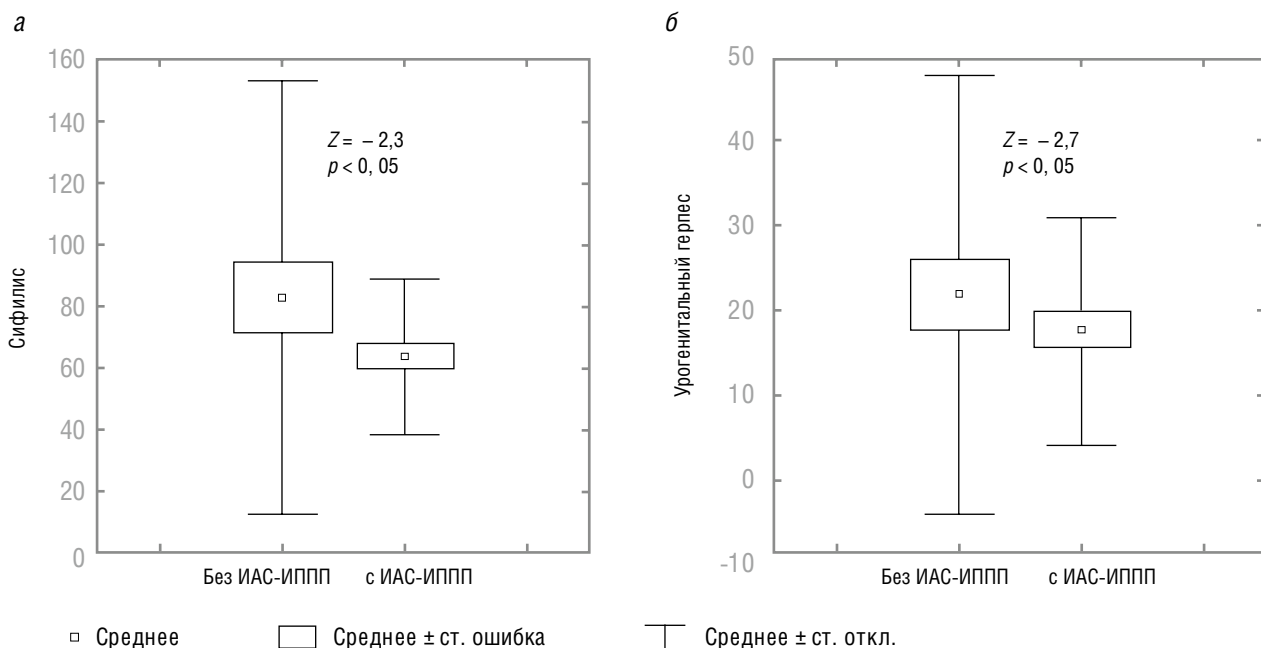 а
160
140
120
100
80
60
40
20
0
Сифилис
Z = – 2,3
p < 0, 05
Без ИАС-ИППП
с ИАС-ИППП
б
50
40
30
20
10
0
-10
Урогенитальный герпес
Z = – 2,7
p < 0, 05
Без ИАС-ИППП
с ИАС-ИППП
Среднее
Среднее ± ст. ошибка
Среднее ± ст. откл.